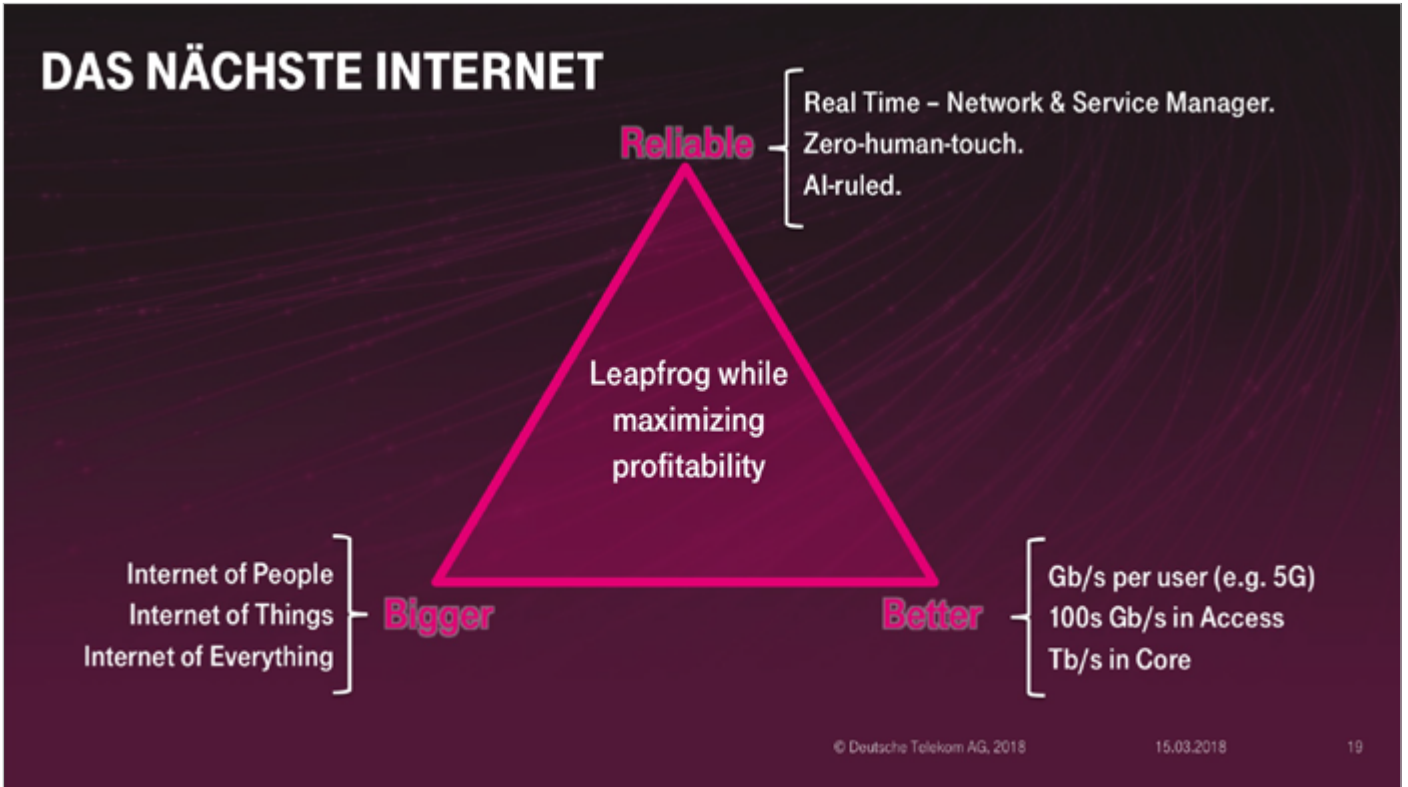 DAS NÄCHSTE INTERNET
Reliable
Real Time – Network & Service Manager.
Zero-human-touch.
AI-ruled.
Leapfrog while
maximizing
profitability
Internet of People
Internet of Things
Internet of Everything
Bigger
Better
Gb/s per user (e.g. 5G)
100s Gb/s in Access
Tb/s in Core
© Deutsche Telekom AG, 2018
15.03.2018
19